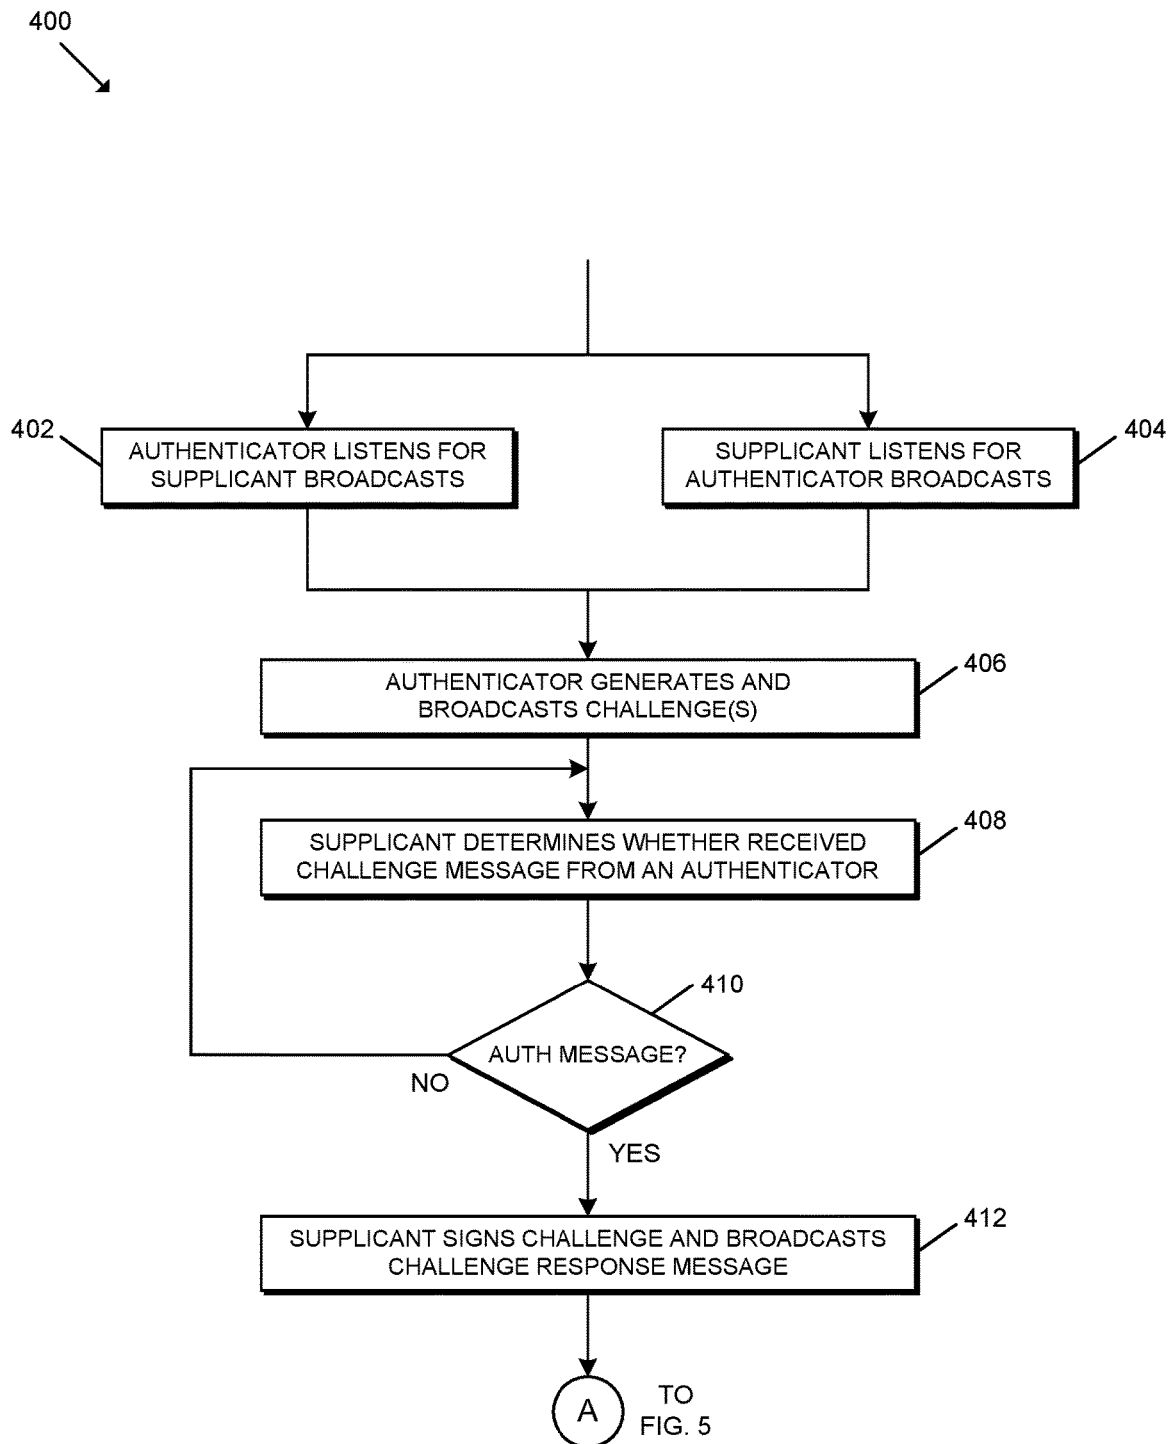 400
402
AUTHENTICATOR LISTENS FOR
SUPPLICANT BROADCASTS
SUPPLICANT LISTENS FOR
AUTHENTICATOR BROADCASTS
404
AUTHENTICATOR GENERATES AND
BROADCASTS CHALLENGE(S)
406
SUPPLICANT DETERMINES WHETHER RECEIVED
CHALLENGE MESSAGE FROM AN AUTHENTICATOR
408
410
AUTH MESSAGE?
NO
YES
SUPPLICANT SIGNS CHALLENGE AND BROADCASTS
CHALLENGE RESPONSE MESSAGE
412
A
TO
FIG. 5